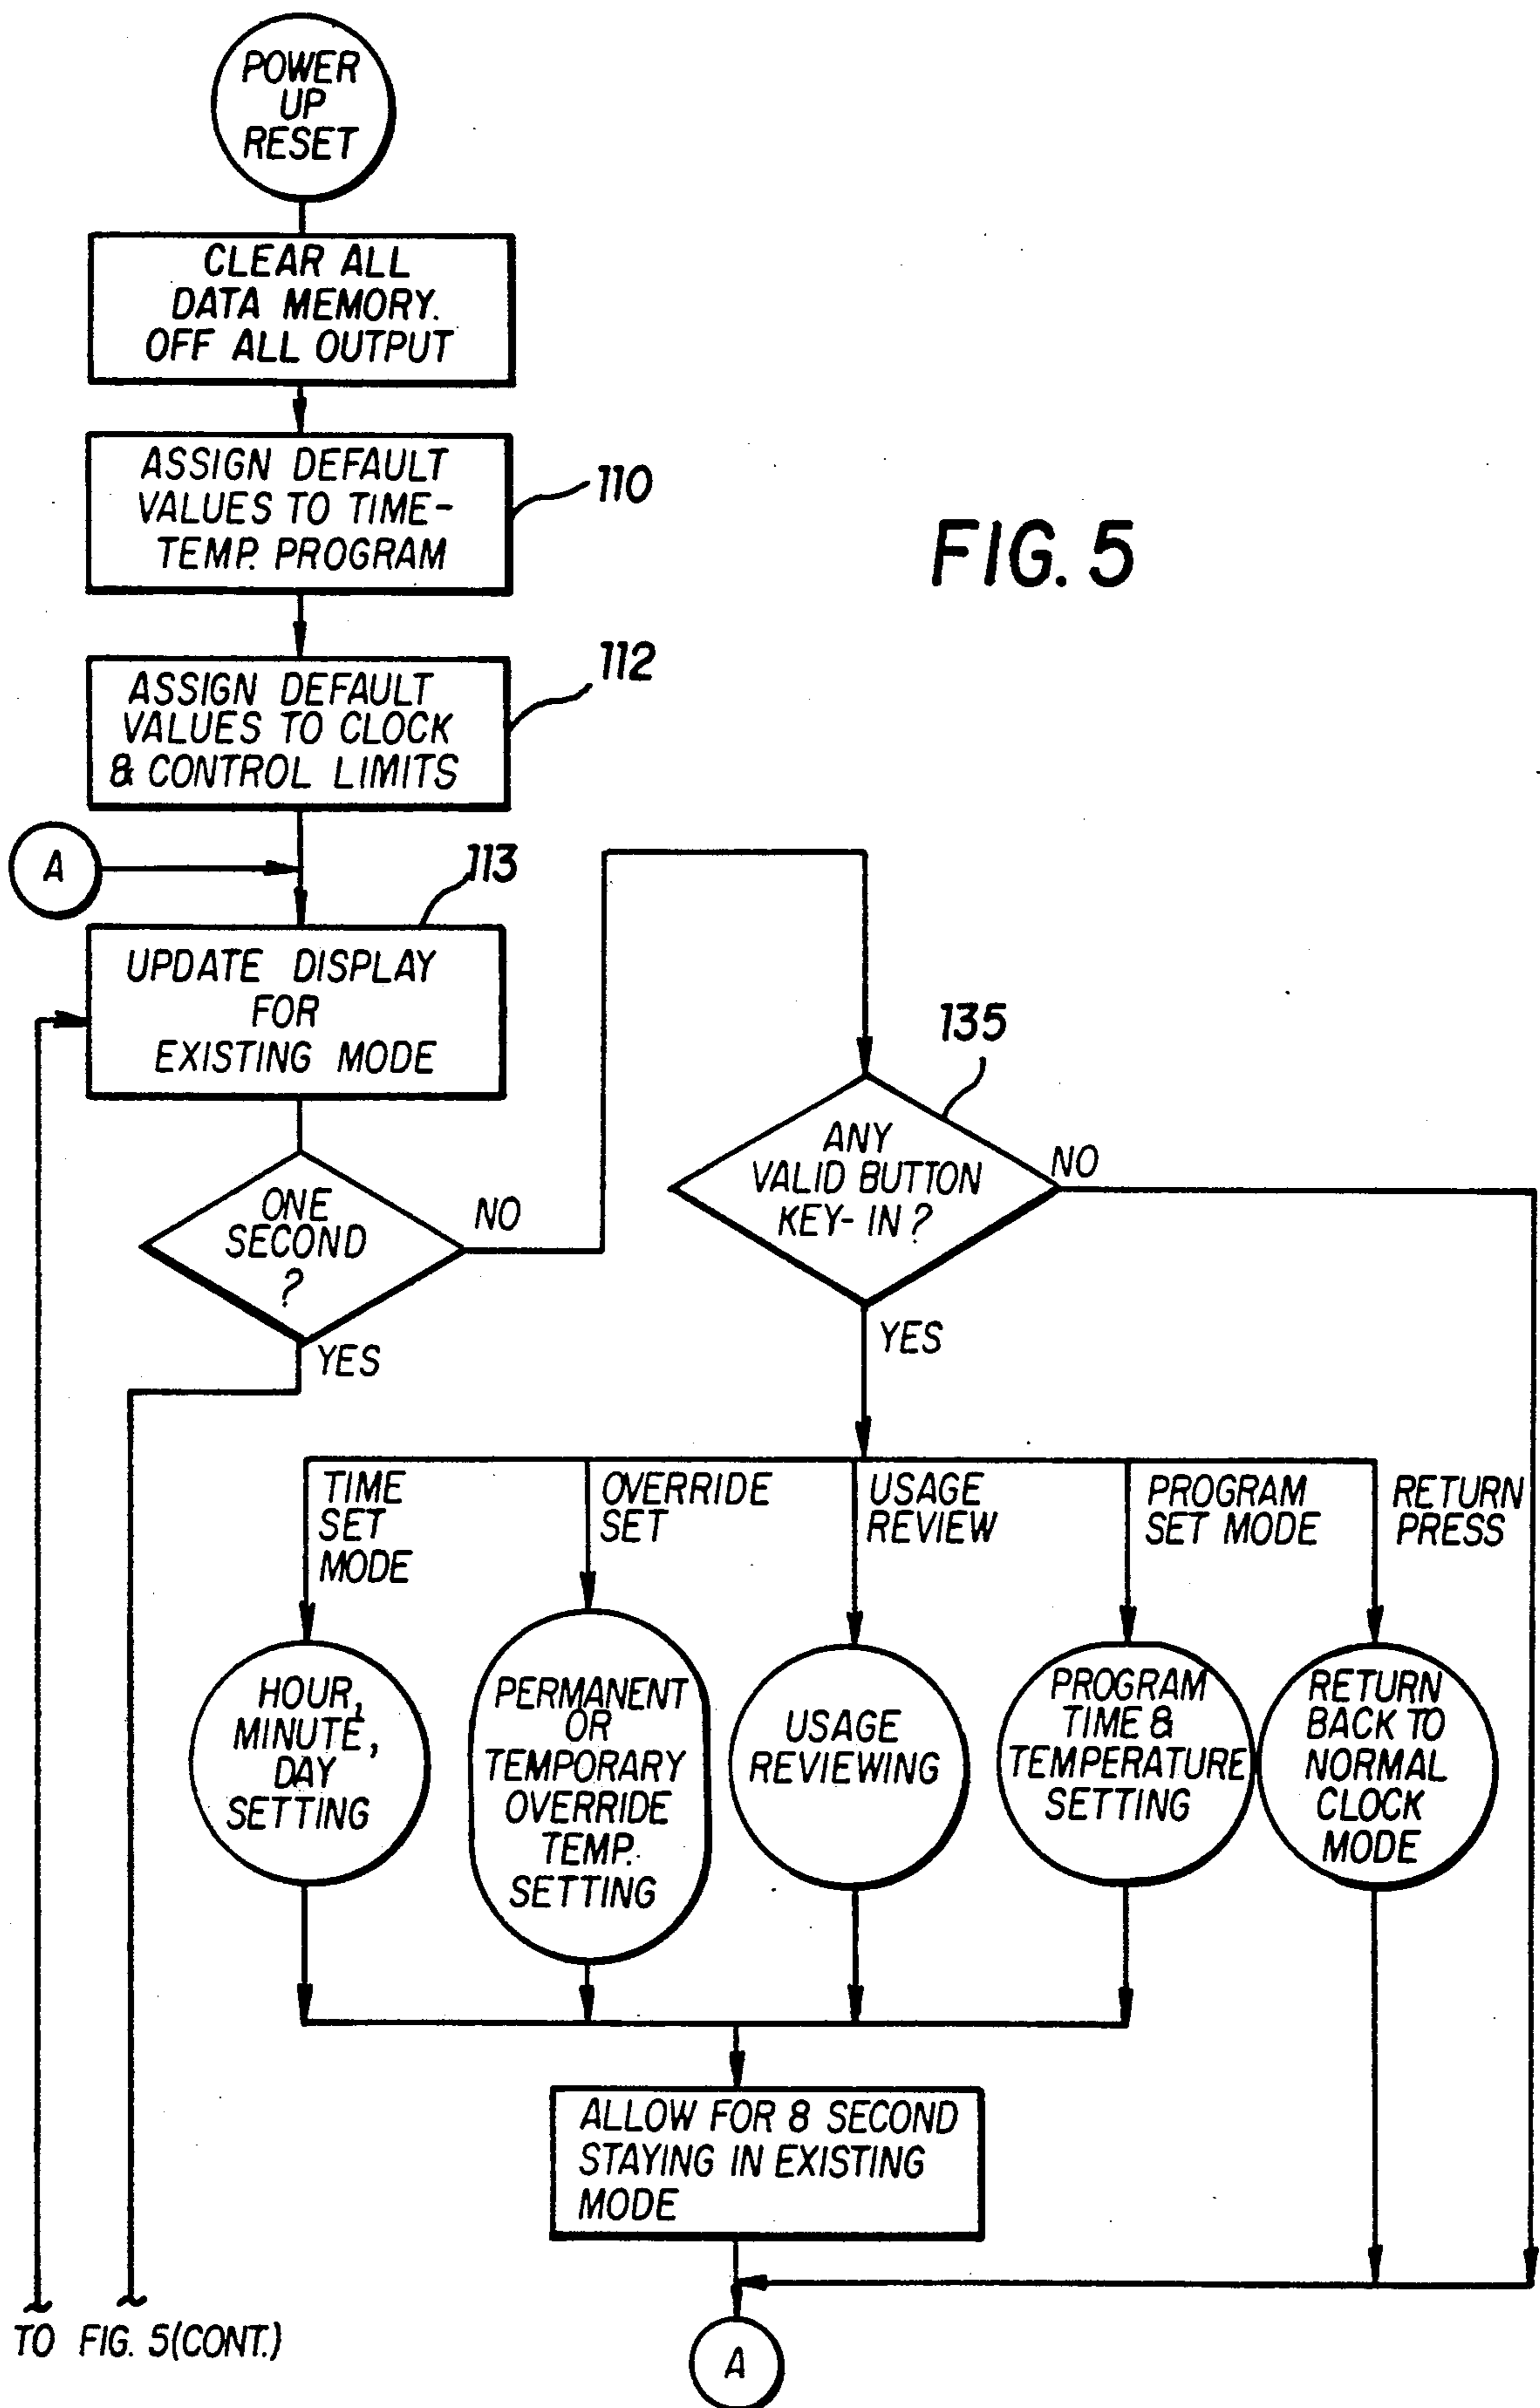 POWER
UP
RESET
CLEAR ALL
DATA MEMORY.
OFF ALL OUTPUT
ASSIGN DEFAULT
VALUES TO TIME-
TEMP. PROGRAM
110
FIG. 5
ASSIGN DEFAULT
VALUES TO CLOCK
& CONTROL LIMITS
112
A
113
UPDATE DISPLAY
FOR
EXISTING MODE
ONE
SECOND
?
NO
YES
135
ANY
VALID BUTTON
KEY-IN?
NO
YES
TIME
SET
MODE
OVERRIDE
SET
USAGE
REVIEW
PROGRAM
SET MODE
RETURN
PRESS
HOUR,
MINUTE,
DAY
SETTING
PERMANENT
OR
TEMPORARY
OVERRIDE
TEMP.
SETTING
USAGE
REVIEWING
PROGRAM
TIME &
TEMPERATURE
SETTING
RETURN
BACK TO
NORMAL
CLOCK
MODE
ALLOW FOR 8 SECOND
STAYING IN EXISTING
MODE
TO FIG. 5(CONT.)
A